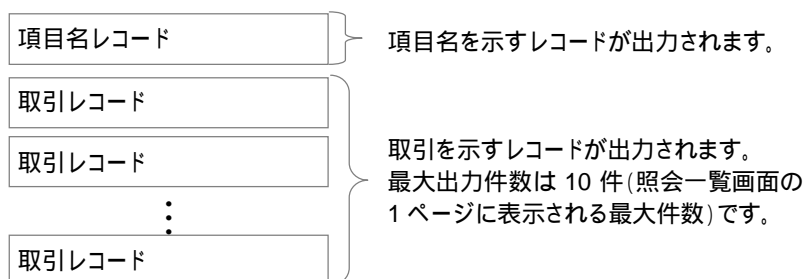 項目名レコード
項目名を示すレコードが出力されます。
取引レコード
取引レコード
⋮
取引レコード
取引を示すレコードが出力されます。
最大出力件数は 10 件(照会一覧画面の
1 ページに表示される最大件数)です。